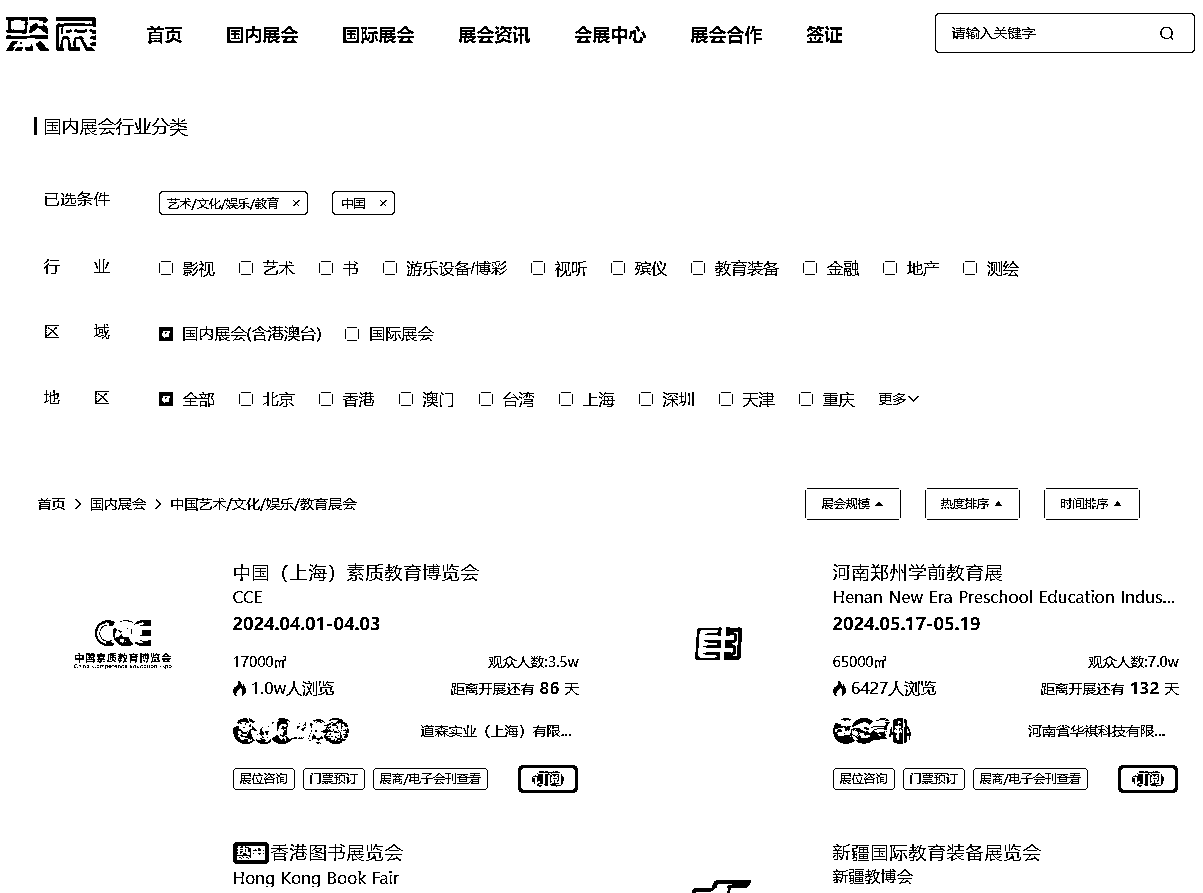 聚展 首页 国内展会 国际展会 展会资讯 会展中心 展会合作 签证 请输入关键字
国内展会行业分类
已选条件 艺术/文化/娱乐/教育 × 中国 ×
行 业 影视 艺术 书 游乐设备/博彩 视听 殡仪 教育装备 金融 地产 测绘
区 域 国内展会(含港澳台) 国际展会
地 区 全部 北京 香港 澳门 台湾 上海 深圳 天津 重庆 更多
首页 > 国内展会 > 中国艺术/文化/娱乐/教育展会 展会规模 热度排序 时间排序
中国（上海）素质教育博览会
CCE
2024.04.01-04.03
CCE
中国素质教育博览会
China Competence Education Expo
17000㎡ 观众人数:3.5w
1.0w人浏览 距离开展还有 86 天
道森实业（上海）有限...
展位咨询 门票预订 展商/电子会刊查看 订阅
河南郑州学前教育展
Henan New Era Preschool Education Indus...
2024.05.17-05.19
65000㎡ 观众人数:7.0w
6427人浏览 距离开展还有 132 天
河南省华祺科技有限...
展位咨询 门票预订 展商/电子会刊查看 订阅
香港图书展览会
Hong Kong Book Fair
新疆国际教育装备展览会
新疆教博会